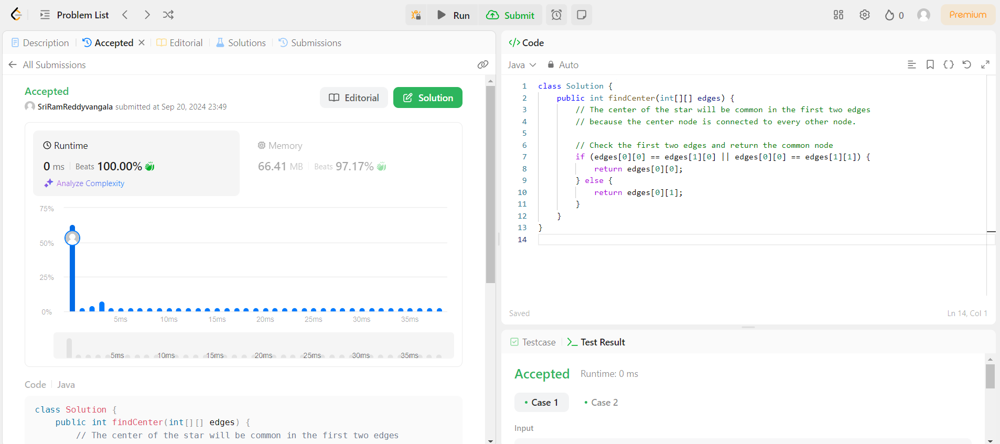 Problem List
Run
Submit
0
Premium
Description
Accepted
Editorial
Solutions
Submissions
All Submissions
Accepted
SriRamReddyvangala submitted at Sep 20, 2024 23:49
Editorial
Solution
Runtime
0 ms
Beats 100.00%
Analyze Complexity
Memory
66.41 MB
Beats 97.17%
75%
50%
25%
0%
5ms 10ms 15ms 20ms 25ms 30ms 35ms
5ms 10ms 15ms 20ms 25ms 30ms 35ms
Code
Java
class Solution {
    public int findCenter(int[][] edges) {
        // The center of the star will be common in the first two edges
Code
Java
Auto
1 class Solution {
2     public int findCenter(int[][] edges) {
3         // The center of the star will be common in the first two edges
4         // because the center node is connected to every other node.
5
6         // Check the first two edges and return the common node
7         if (edges[0][0] == edges[1][0] || edges[0][0] == edges[1][1]) {
8             return edges[0][0];
9         } else {
10             return edges[0][1];
11         }
12     }
13 }
14
Saved
Ln 14, Col 1
Testcase
Test Result
Accepted
Runtime: 0 ms
Case 1
Case 2
Input